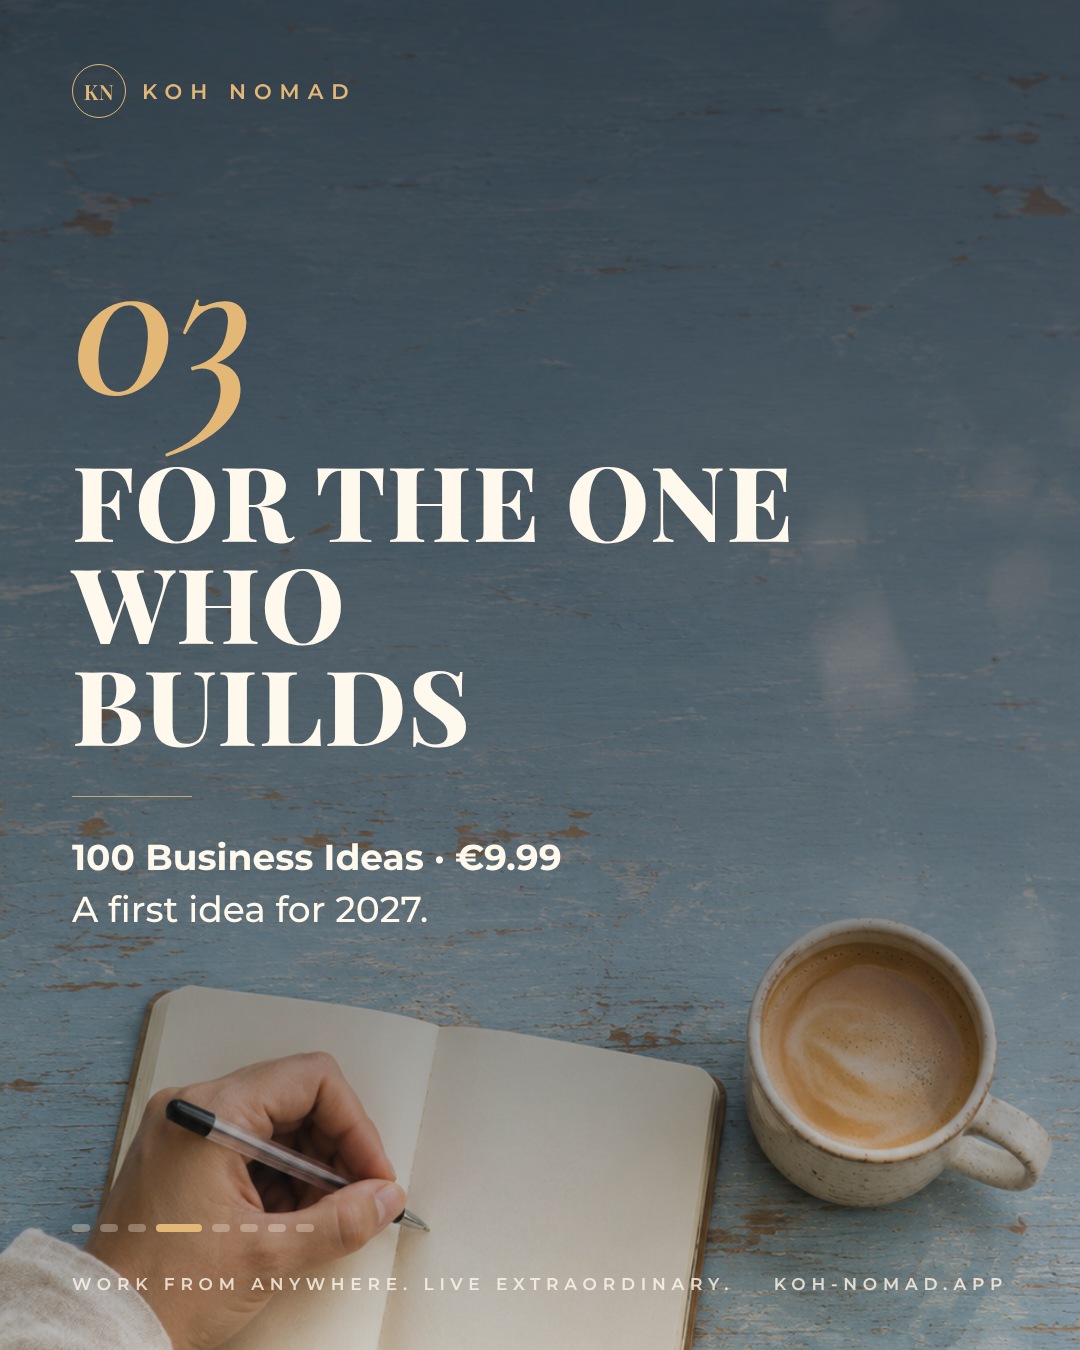 KN KOH NOMAD
03
FOR THE ONE
WHO
BUILDS
100 Business Ideas · €9.99
A first idea for 2027.
WORK FROM ANYWHERE. LIVE EXTRAORDINARY. KOH-NOMAD.APP